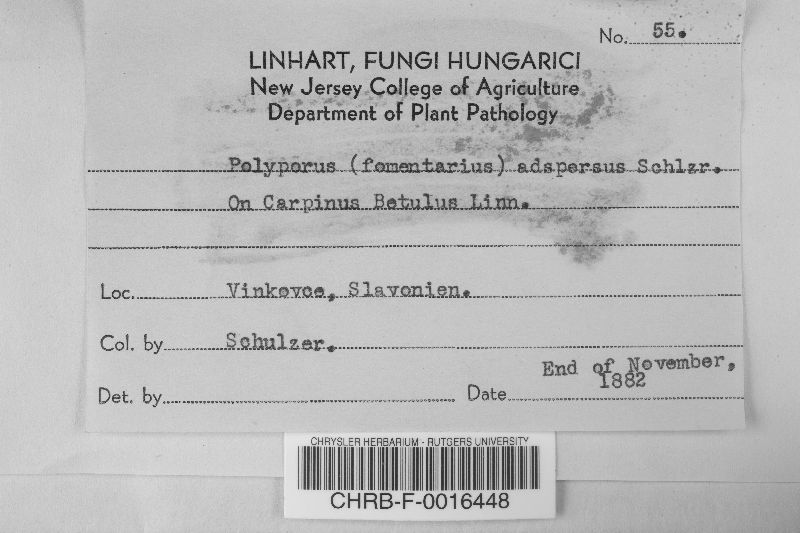 No. 55.
LINHART, FUNGI HUNGARICI
New Jersey College of Agriculture
Department of Plant Pathology
Polyporus (fomentarius) adspersus Schlzr.
On Carpinus Betulus Linn.
Loc. Vinkovce, Slavonien.
Col. by Schulzer.
End of November,
1882
Det. by Date
CHRYSLER HERBARIUM - RUTGERS UNIVERSITY
CHRB-F-0016448